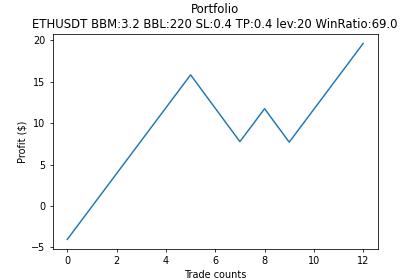 Portfolio
ETHUSDT BBM:3.2 BBL:220 SL:0.4 TP:0.4 lev:20 WinRatio:69.0
20
15
10
5
0
−5
Profit ($)
0 2 4 6 8 10 12
Trade counts